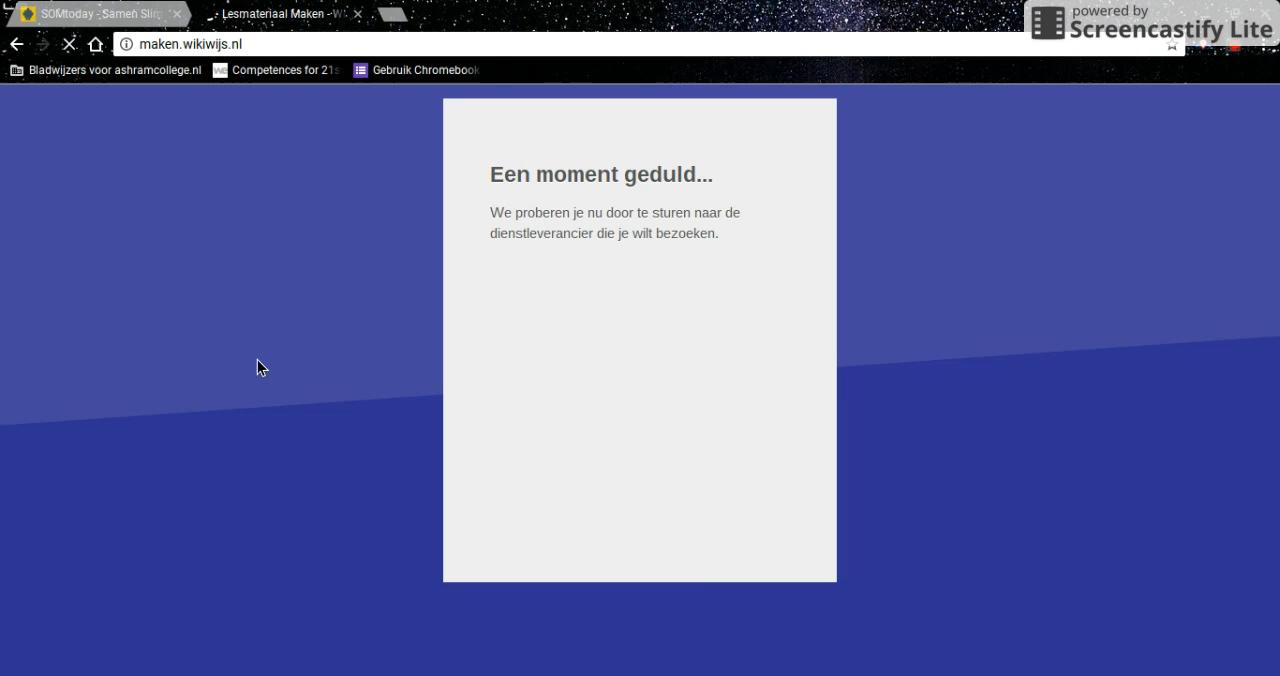 SOMtoday - Samen Slim
Lesmateriaal Maken - W
powered by
Screencastify Lite
maken.wikiwijs.nl
Bladwijzers voor ashramcollege.nl
Competences for 21s
Gebruik Chromebook
Een moment geduld...
We proberen je nu door te sturen naar de
dienstleverancier die je wilt bezoeken.